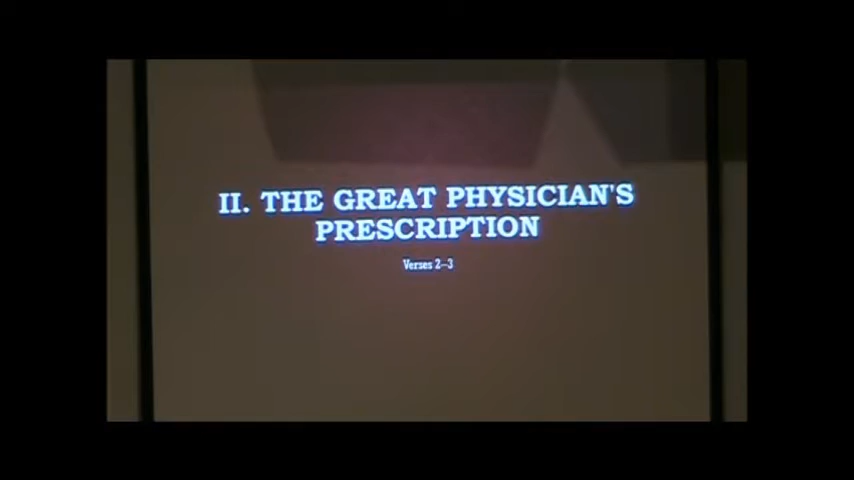 II. THE GREAT PHYSICIAN'S
PRESCRIPTION
Verses 2–3